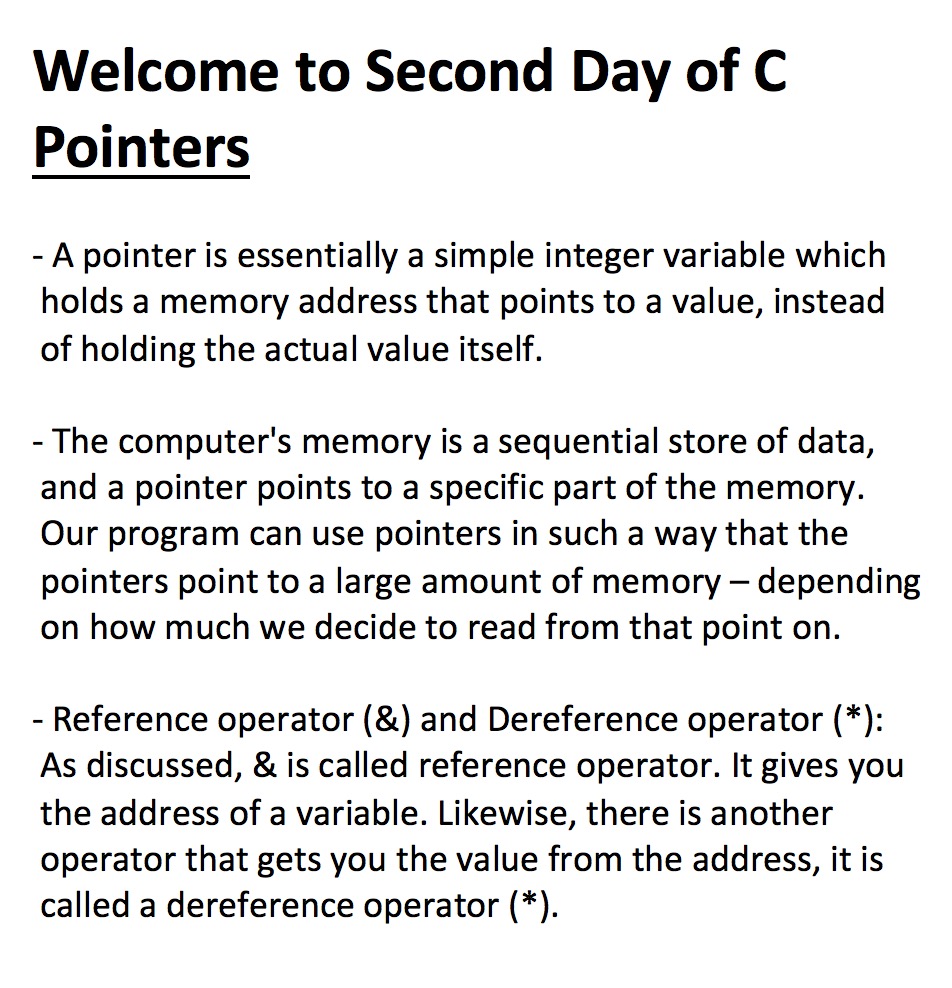 Welcome to Second Day of C
Pointers
- A pointer is essentially a simple integer variable which
holds a memory address that points to a value, instead
of holding the actual value itself.
- The computer's memory is a sequential store of data,
and a pointer points to a specific part of the memory.
Our program can use pointers in such a way that the
pointers point to a large amount of memory – depending
on how much we decide to read from that point on.
- Reference operator (&) and Dereference operator (*):
As discussed, & is called reference operator. It gives you
the address of a variable. Likewise, there is another
operator that gets you the value from the address, it is
called a dereference operator (*).